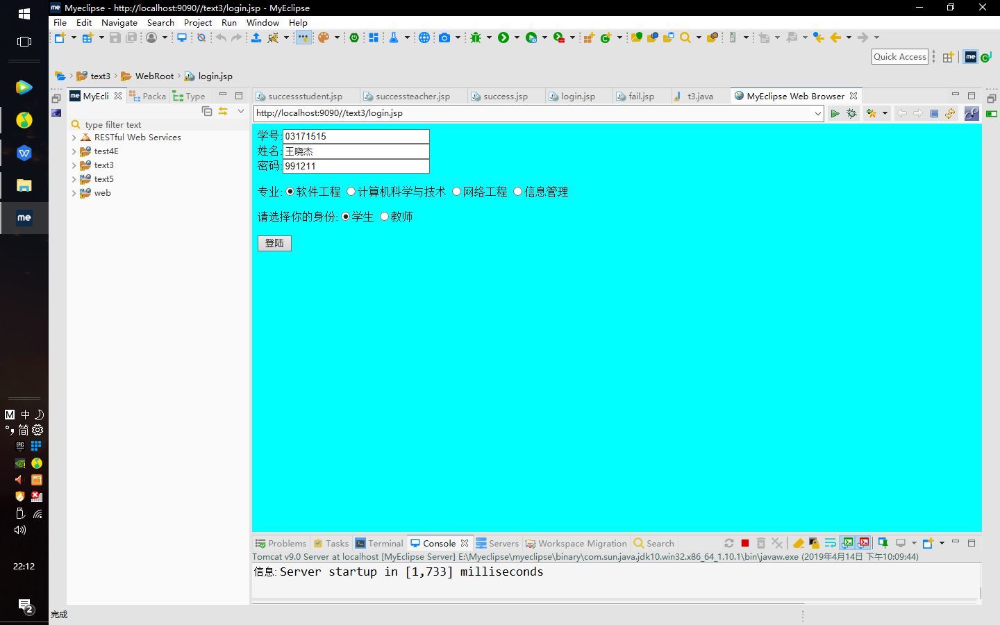 Myeclipse - http://localhost:9090//text3/login.jsp - MyEclipse
File Edit Navigate Search Project Run Window Help
Quick Access
text3 WebRoot login.jsp
MyEcli Packa Type
successstudent.jsp successteacher.jsp success.jsp login.jsp fail.jsp t3.java MyEclipse Web Browser
http://localhost:9090//text3/login.jsp
type filter text
RESTful Web Services
test4E
text3
text5
web
学号:03171515
姓名:王晓杰
密码:991211
专业: 软件工程 计算机科学与技术 网络工程 信息管理
请选择你的身份: 学生 教师
登陆
Problems Tasks Terminal Console Servers Workspace Migration Search
Tomcat v9.0 Server at localhost [MyEclipse Server] E:\Myeclipse\myeclipse\binary\com.sun.java.jdk10.win32.x86_64_1.10.1\bin\javaw.exe (2019年4月14日 下午10:09:44)
信息: Server startup in [1,733] milliseconds
完成
me
M 中
简
EPIC
22:12
2